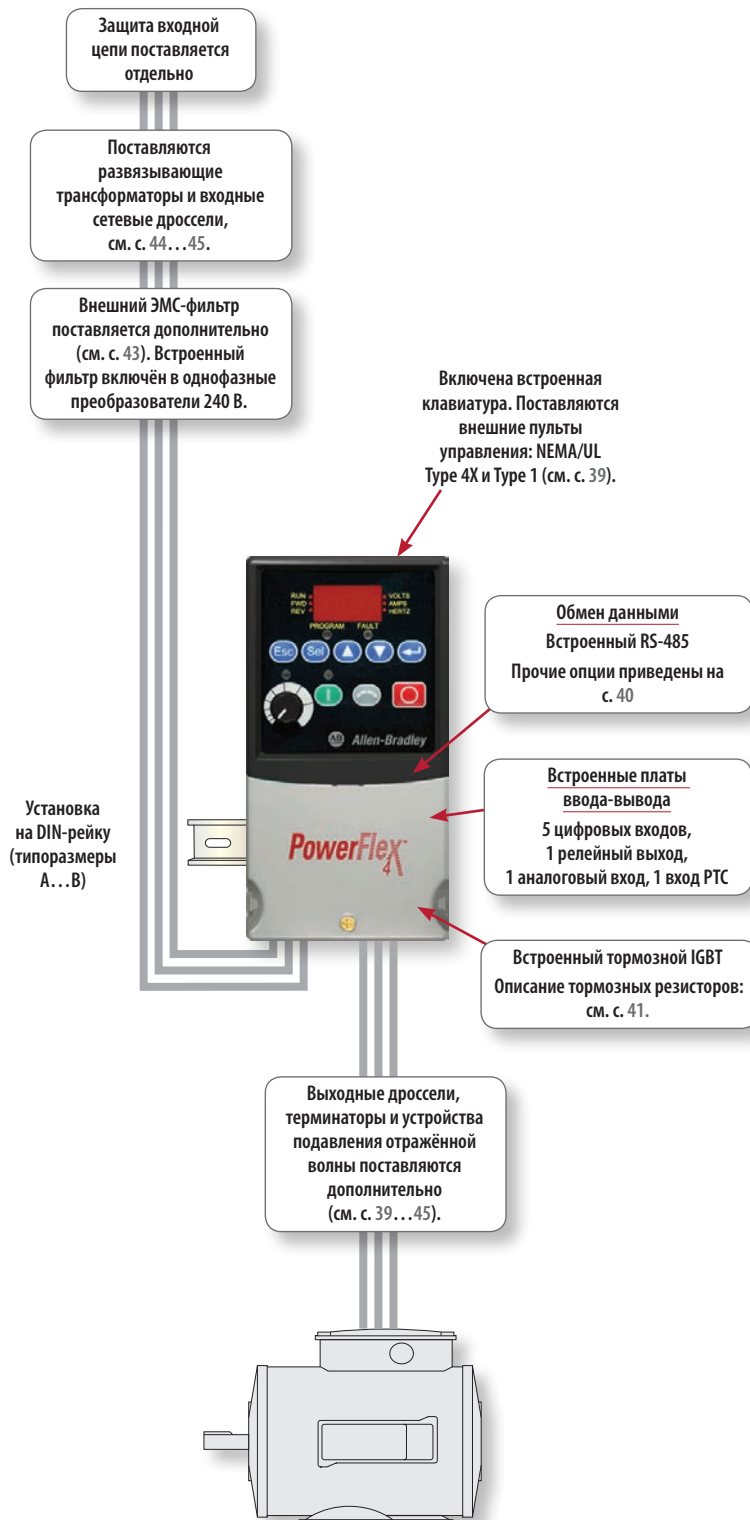 Защита входной
цепи поставляется
отдельно
Поставляются
развязывающие
трансформаторы и входные
сетевые дроссели,
см. с. 44...45.
Внешний ЭМС-фильтр
поставляется дополнительно
(см. с. 43). Встроенный
фильтр включён в однофазные
преобразователи 240 В.
Включена встроенная
клавиатура. Поставляются
внешние пульты
управления: NEMA/UL
Type 4X и Type 1 (см. с. 39).
RUN
FWD
REV
VOLTS
AMPS
HERTZ
PROGRAM FAULT
Esc Sel
AB Allen-Bradley
PowerFlex
4
Обмен данными
Встроенный RS-485
Прочие опции приведены на
с. 40
Встроенные платы
ввода-вывода
5 цифровых входов,
1 релейный выход,
1 аналоговый вход, 1 вход PTC
Установка
на DIN-рейку
(типоразмеры
A...B)
Встроенный тормозной IGBT
Описание тормозных резисторов:
см. с. 41.
Выходные дроссели,
терминаторы и устройства
подавления отражённой
волны поставляются
дополнительно
(см. с. 39...45).